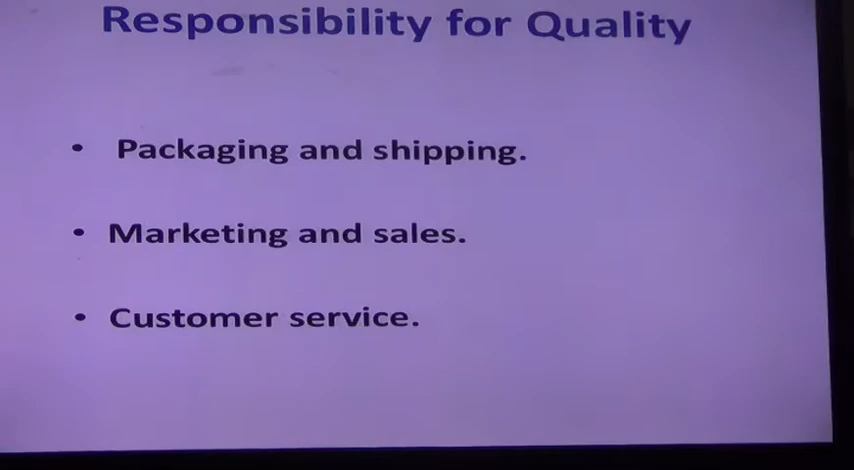 Responsibility for Quality
• Packaging and shipping.
• Marketing and sales.
• Customer service.